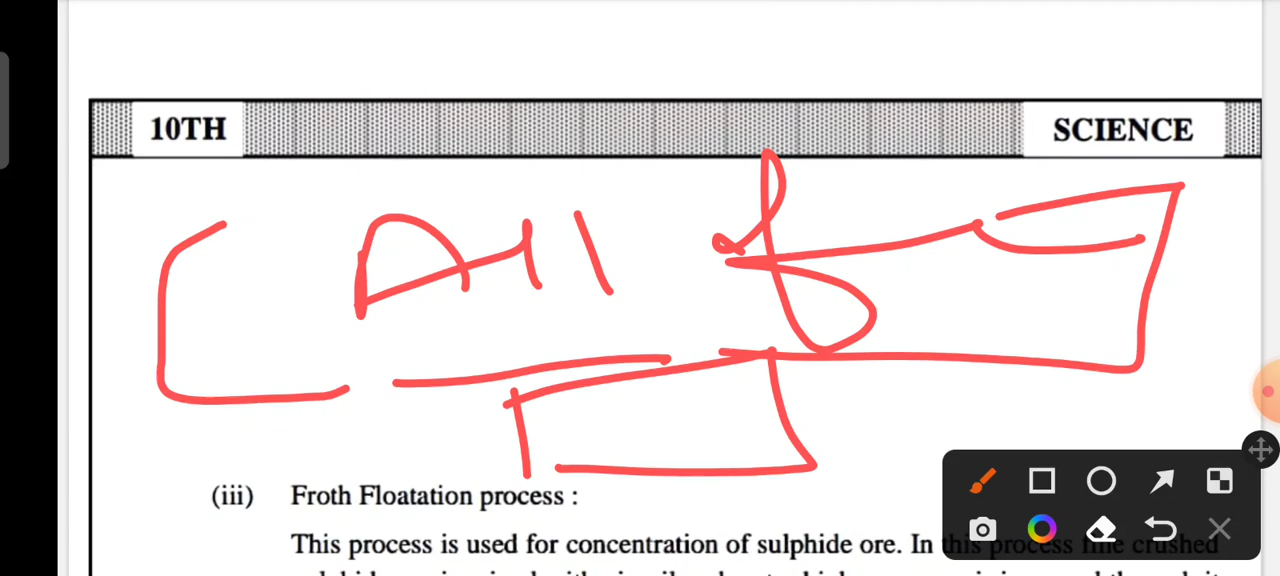 10TH SCIENCE
All
(iii) Froth Floatation process :
This process is used for concentration of sulphide ore. In this process fine crushed